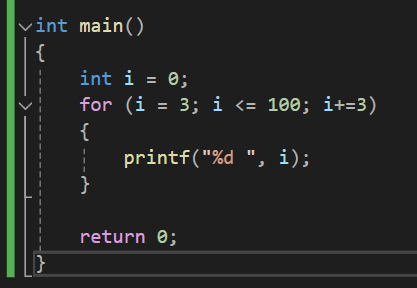 int main()
{
    int i = 0;
    for (i = 3; i <= 100; i+=3)
    {
        printf("%d ", i);
    }

    return 0;
}